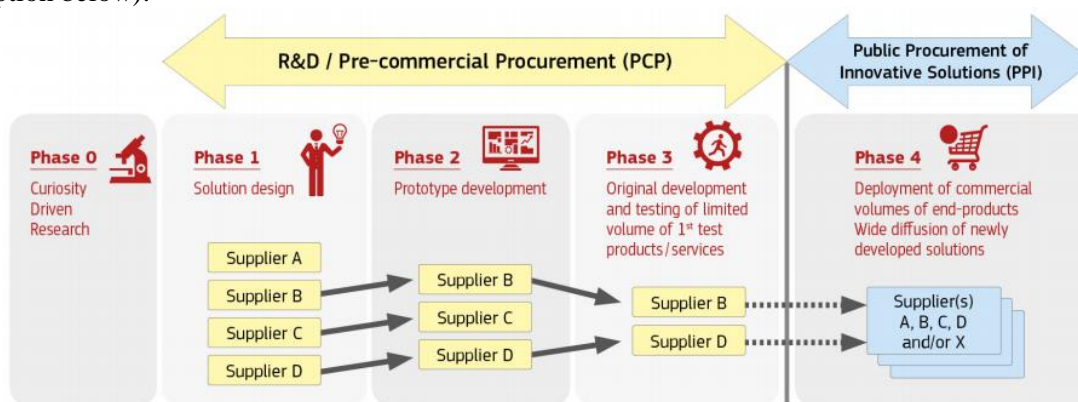 ption below).
R&D / Pre-commercial Procurement (PCP)
Public Procurement of
Innovative Solutions (PPI)
Phase 0
Curiosity
Driven
Research
Phase 1
Solution design
Supplier A
Supplier B
Supplier C
Supplier D
Phase 2
Prototype development
Supplier B
Supplier C
Supplier D
Phase 3
Original development
and testing of limited
volume of 1st test
products/services
Supplier B
Supplier D
Phase 4
Deployment of commercial
volumes of end-products
Wide diffusion of newly
developed solutions
Supplier(s)
A, B, C, D
and/or X